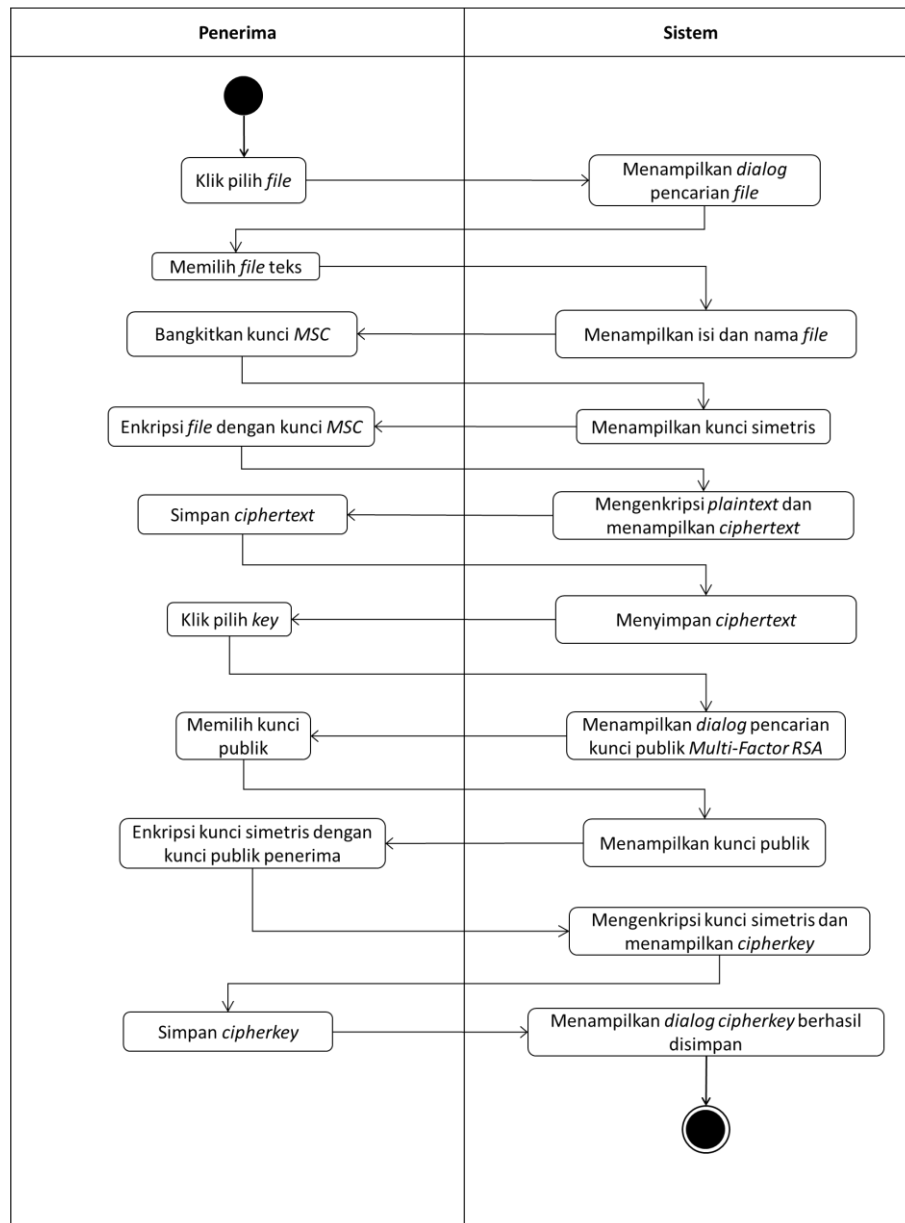 Penerima
Sistem
Klik pilih file
Menampilkan dialog
pencarian file
Memilih file teks
Menampilkan isi dan nama file
Bangkitkan kunci MSC
Menampilkan kunci simetris
Enkripsi file dengan kunci MSC
Mengenkripsi plaintext dan
menampilkan ciphertext
Simpan ciphertext
Menyimpan ciphertext
Klik pilih key
Menampilkan dialog pencarian
kunci publik Multi-Factor RSA
Memilih kunci
publik
Menampilkan kunci publik
Enkripsi kunci simetris dengan
kunci publik penerima
Mengenkripsi kunci simetris dan
menampilkan cipherkey
Simpan cipherkey
Menampilkan dialog cipherkey berhasil
disimpan